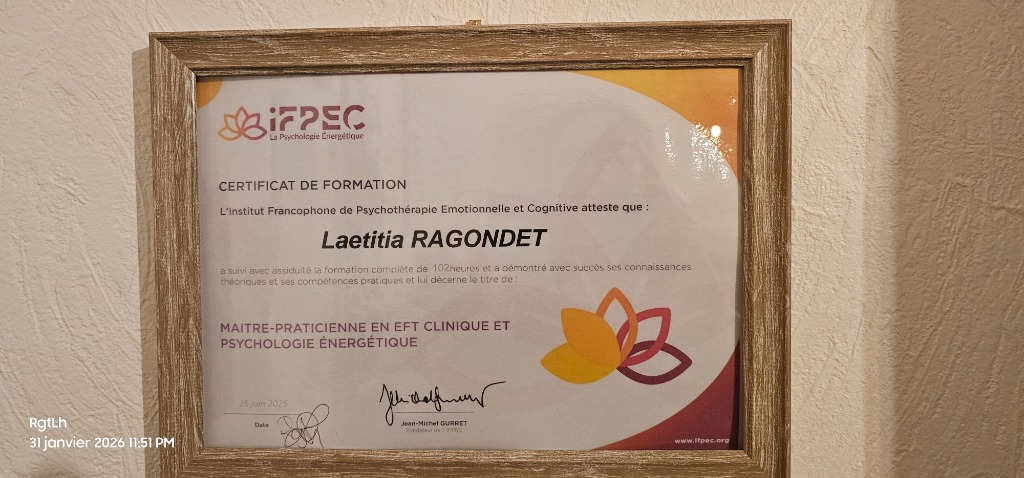 iFPEC
La Psychologie Énergétique
CERTIFICAT DE FORMATION
L'Institut Francophone de Psychothérapie Emotionnelle et Cognitive atteste que :
Laetitia RAGONDET
a suivi avec assiduité la formation complète de 102heures et a démontré avec succès ses connaissances
théoriques et ses compétences pratiques et lui décerne le titre de :
MAITRE-PRATICIENNE EN EFT CLINIQUE ET
PSYCHOLOGIE ÉNERGÉTIQUE
26 juin 2025
Date
Jean-Michel GURRET
Fondateur de l'IFPEC
www.ifpec.org
RgtLh
31 janvier 2026 11:51 PM